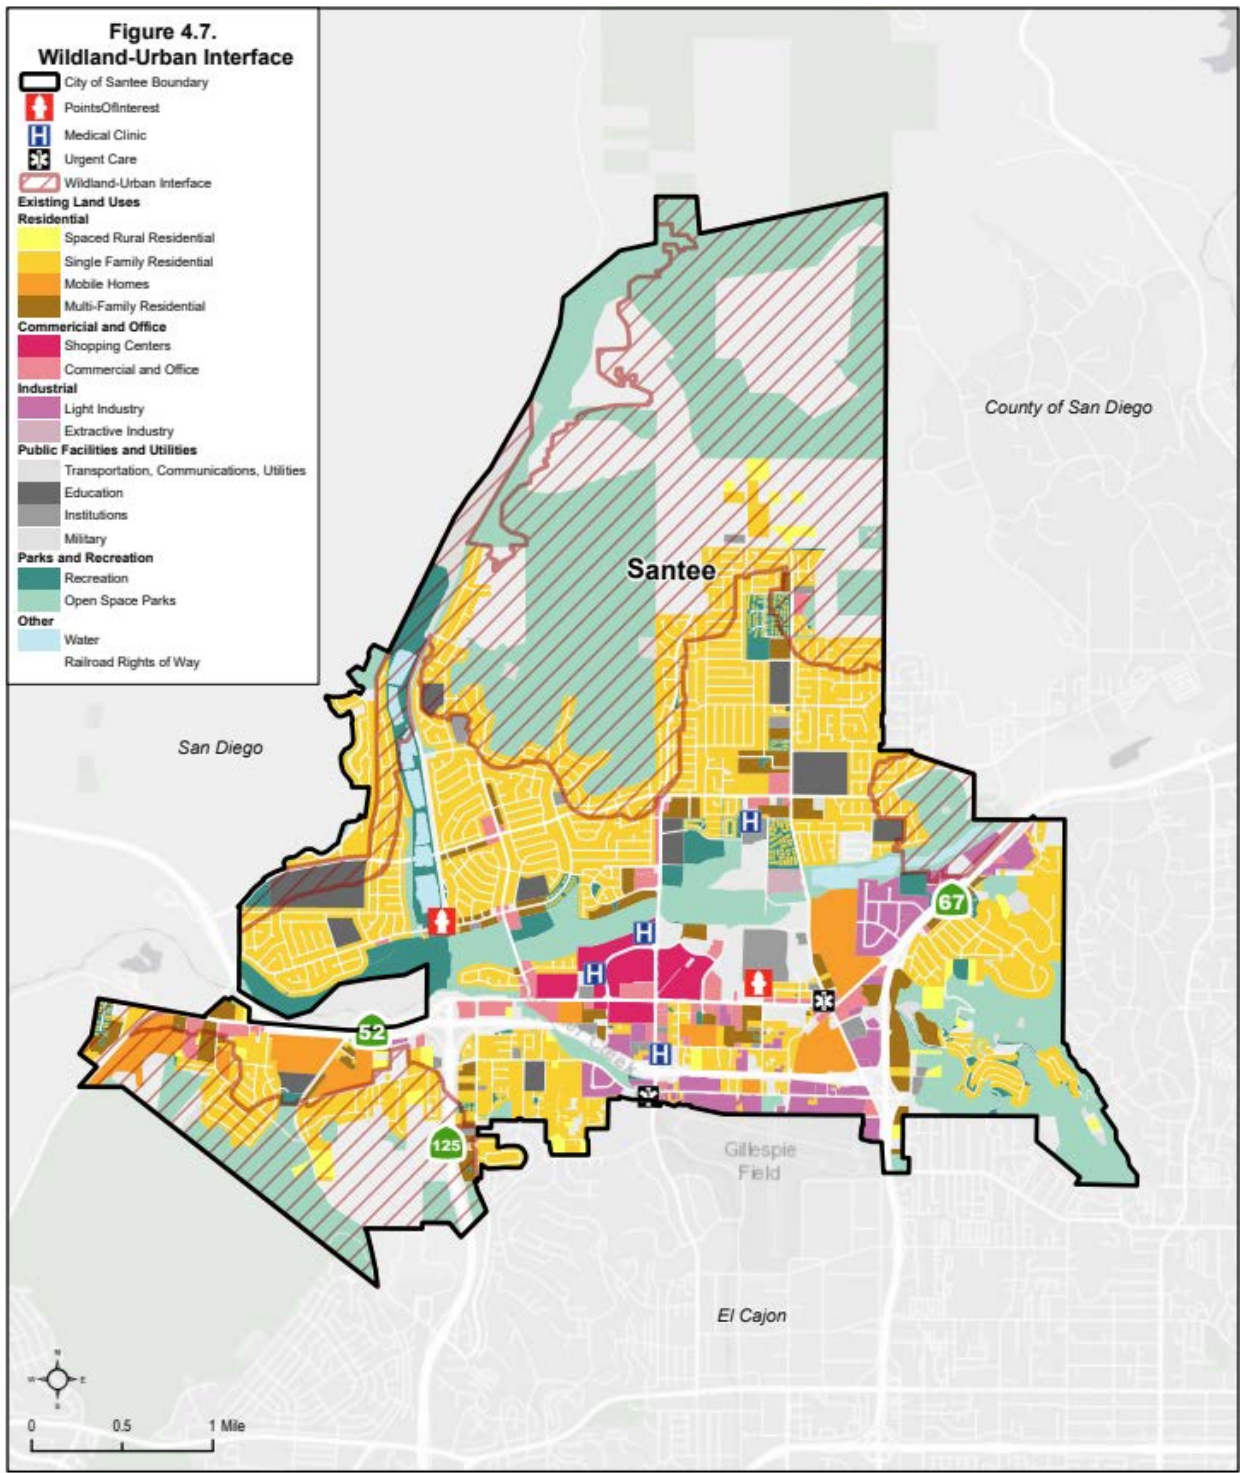 Figure 4.7.
Wildland-Urban Interface
City of Santee Boundary
PointsOfInterest
H Medical Clinic
Urgent Care
Wildland-Urban Interface
Existing Land Uses
Residential
Spaced Rural Residential
Single Family Residential
Mobile Homes
Multi-Family Residential
Commericial and Office
Shopping Centers
Commercial and Office
Industrial
Light Industry
Extractive Industry
Public Facilities and Utilities
Transportation, Communications, Utilities
Education
Institutions
Military
Parks and Recreation
Recreation
Open Space Parks
Other
Water
Railroad Rights of Way
County of San Diego
Santee
San Diego
H
67
H
H
52
H
125
Gillespie
Field
El Cajon
N
W E
S
0 0.5 1 Mile